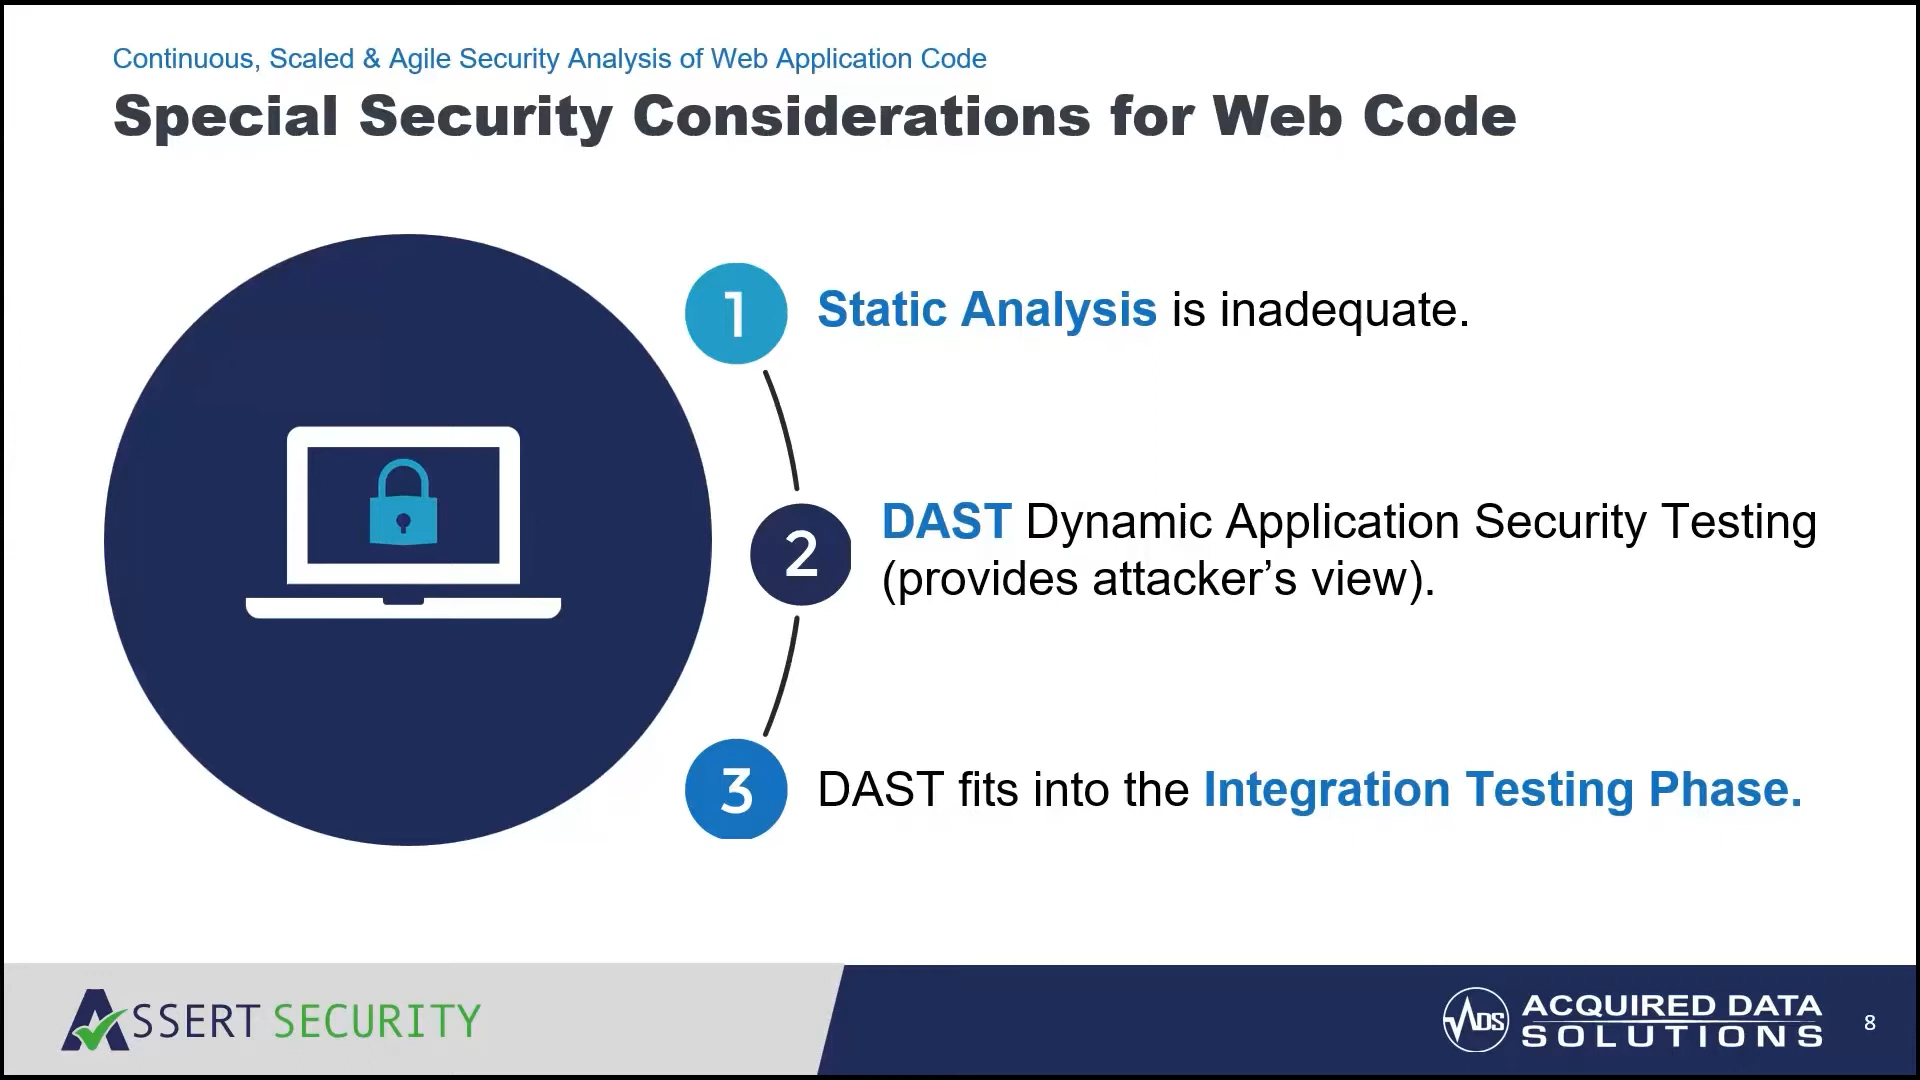 Continuous, Scaled & Agile Security Analysis of Web Application Code
Special Security Considerations for Web Code
1
Static Analysis is inadequate.
2
DAST Dynamic Application Security Testing
(provides attacker’s view).
3
DAST fits into the Integration Testing Phase.
ASSERT SECURITY
ADS
ACQUIRED DATA
SOLUTIONS
8